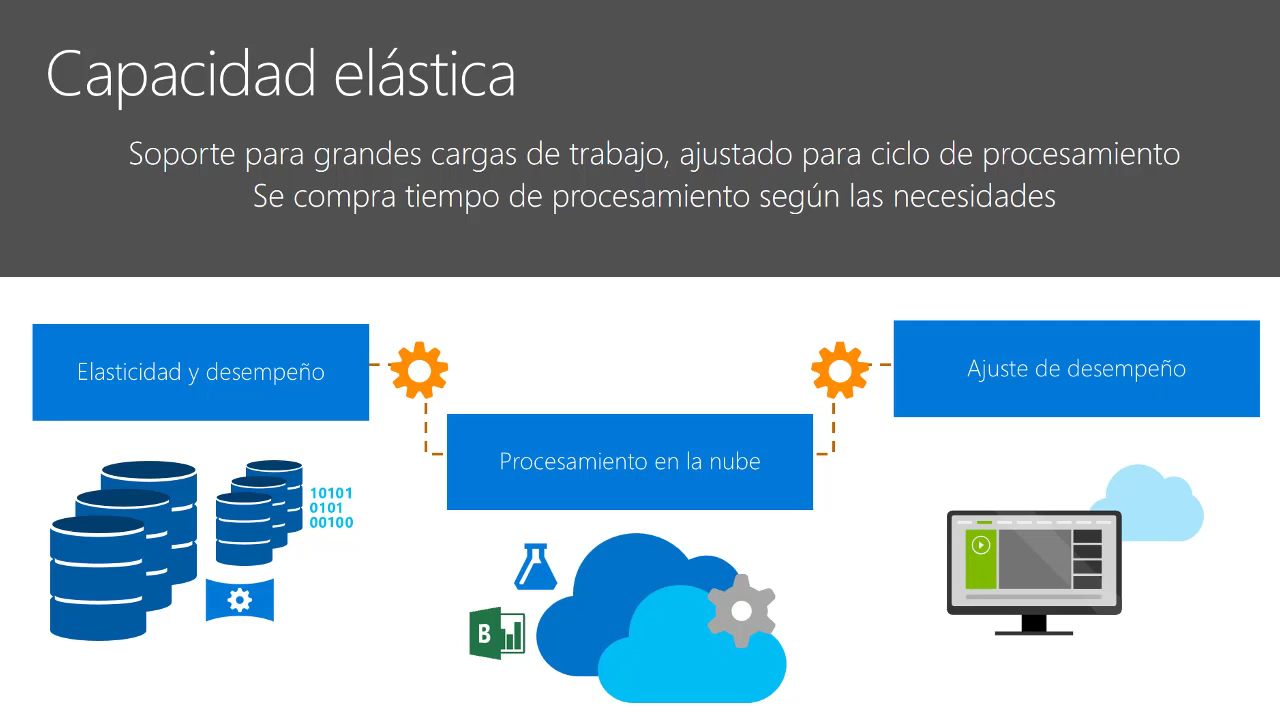 Capacidad elástica
Soporte para grandes cargas de trabajo, ajustado para ciclo de procesamiento
Se compra tiempo de procesamiento según las necesidades
Elasticidad y desempeño
Procesamiento en la nube
Ajuste de desempeño
10101
0101
00100
B